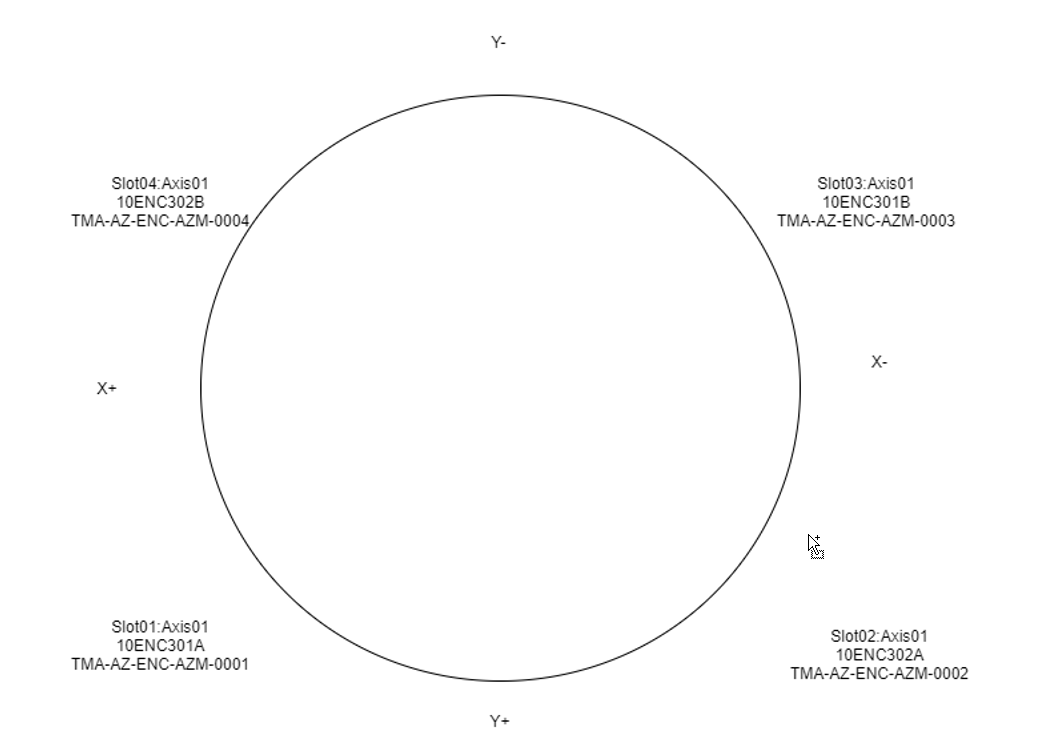 Y-
Slot04:Axis01
10ENC302B
TMA-AZ-ENC-AZM-0004
Slot03:Axis01
10ENC301B
TMA-AZ-ENC-AZM-0003
X+
X-
Slot01:Axis01
10ENC301A
TMA-AZ-ENC-AZM-0001
Slot02:Axis01
10ENC302A
TMA-AZ-ENC-AZM-0002
Y+